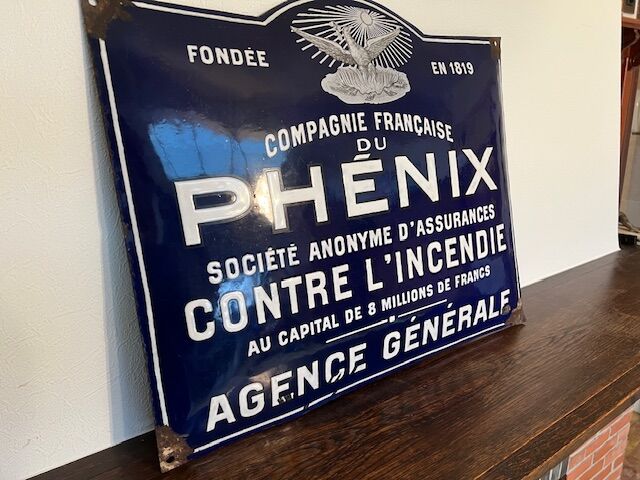 FONDÉE EN 1819
COMPAGNIE FRANÇAISE
DU
PHÉNIX
SOCIÉTÉ ANONYME D'ASSURANCES
CONTRE L'INCENDIE
AU CAPITAL DE 8 MILLIONS DE FRANCS
AGENCE GÉNÉRALE